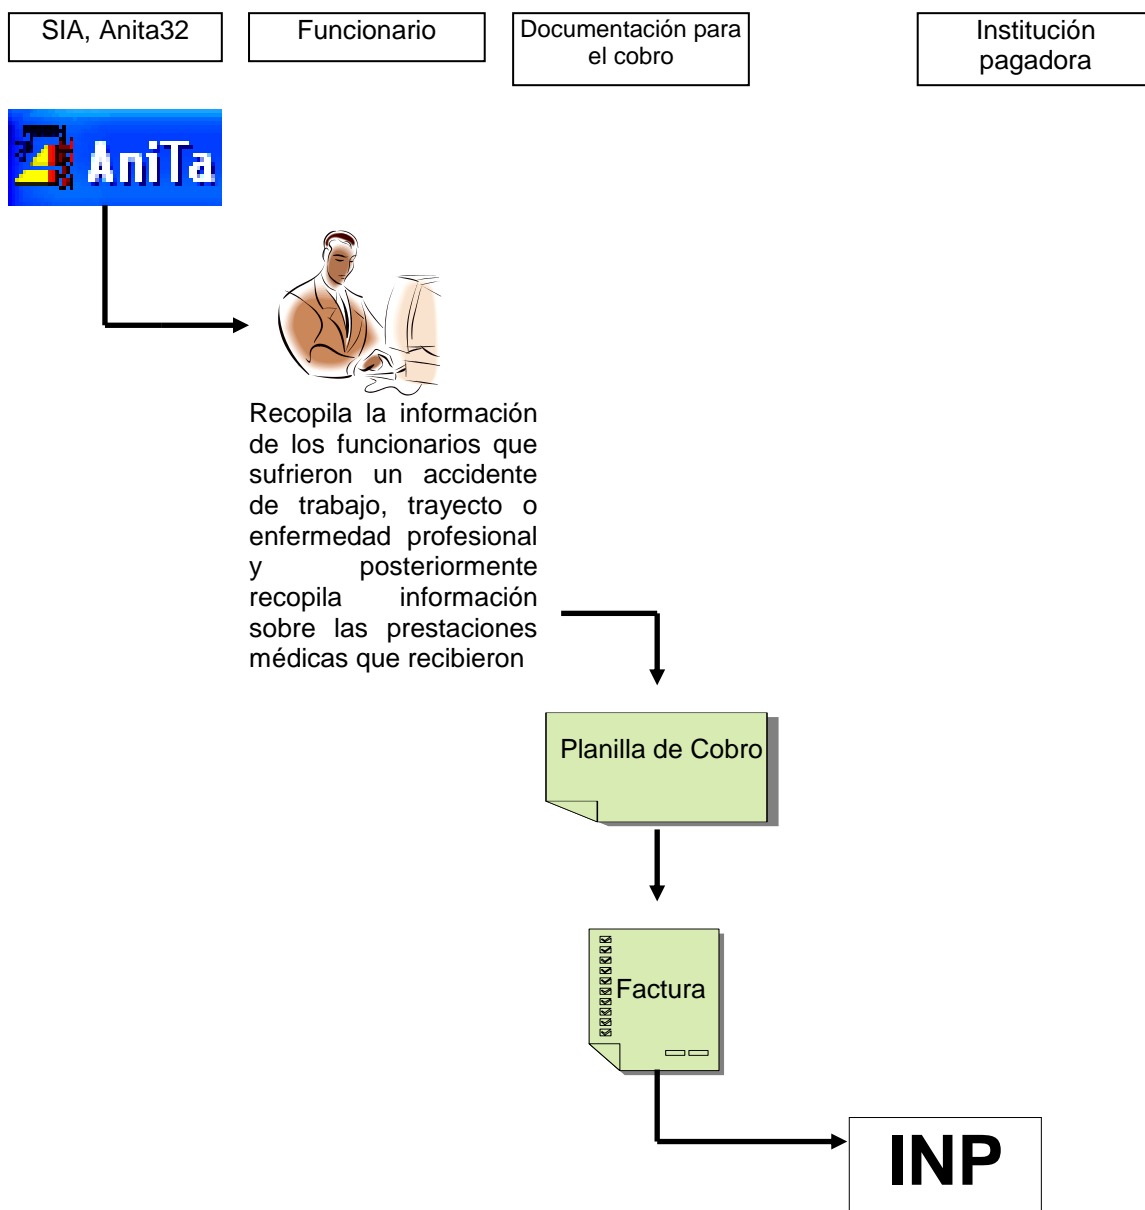 SIA, Anita32
Funcionario
Documentación para
el cobro
Institución
pagadora
AniTa
Recopila la información
de los funcionarios que
sufrieron un accidente
de trabajo, trayecto o
enfermedad profesional
y posteriormente
recopila información
sobre las prestaciones
médicas que recibieron
Planilla de Cobro
Factura
INP